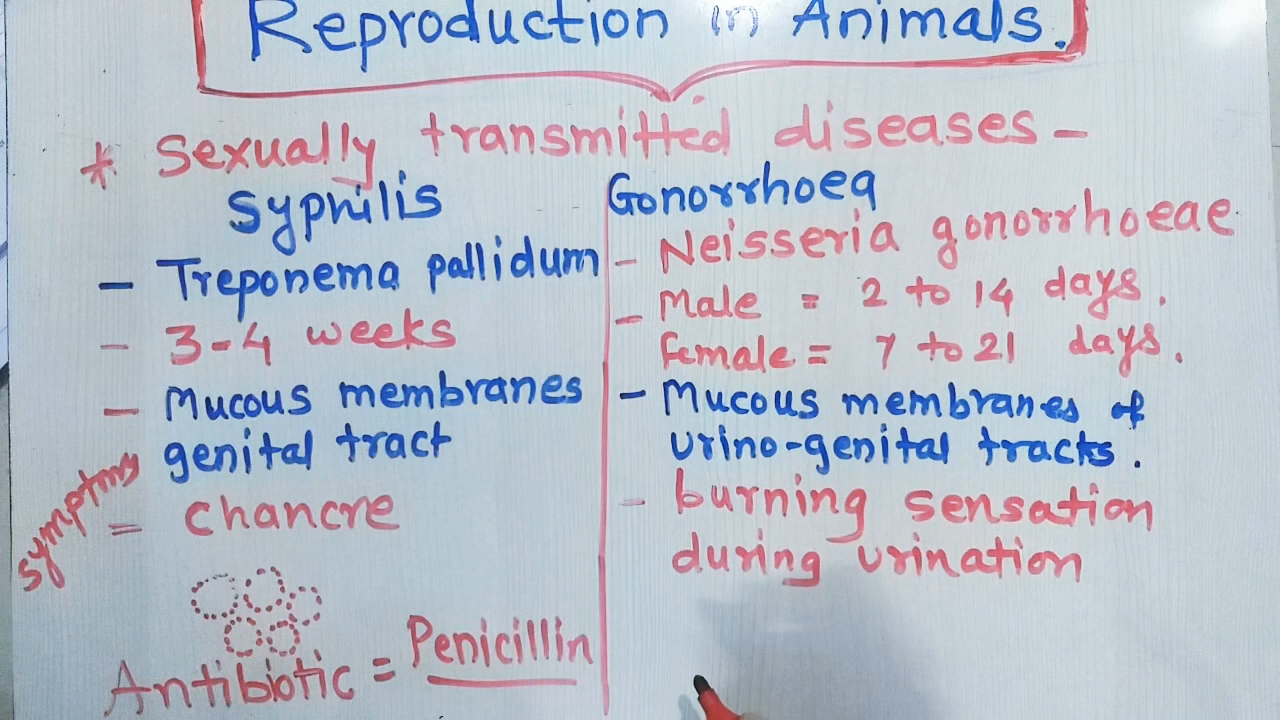 Reproduction in Animals.
* Sexually transmitted diseases -
Syphilis
- Treponema pallidum
- 3-4 weeks
- Mucous membranes
genital tract
symptms
= chancre
Antibiotic = Penicillin
Gonorrhoea
- Neisseria gonorrhoeae
- Male = 2 to 14 days.
female = 7 to 21 days.
- Mucous membranes of
urino-genital tracts.
- burning sensation
during urination